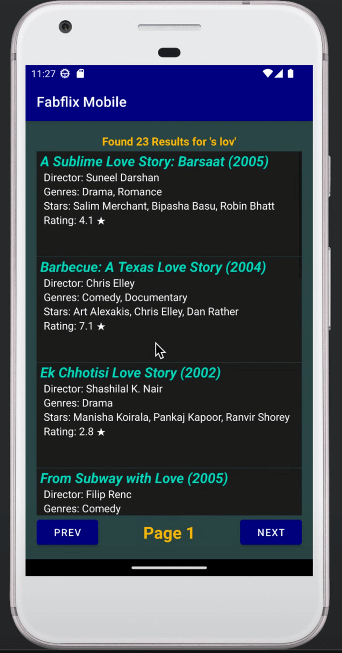 11:27
Fabflix Mobile
Found 23 Results for 's lov'
A Sublime Love Story: Barsaat (2005)
Director: Suneel Darshan
Genres: Drama, Romance
Stars: Salim Merchant, Bipasha Basu, Robin Bhatt
Rating: 4.1 ★
Barbecue: A Texas Love Story (2004)
Director: Chris Elley
Genres: Comedy, Documentary
Stars: Art Alexakis, Chris Elley, Dan Rather
Rating: 7.1 ★
Ek Chhotisi Love Story (2002)
Director: Shashilal K. Nair
Genres: Drama
Stars: Manisha Koirala, Pankaj Kapoor, Ranvir Shorey
Rating: 2.8 ★
From Subway with Love (2005)
Director: Filip Renc
Genres: Comedy
PREV Page 1 NEXT